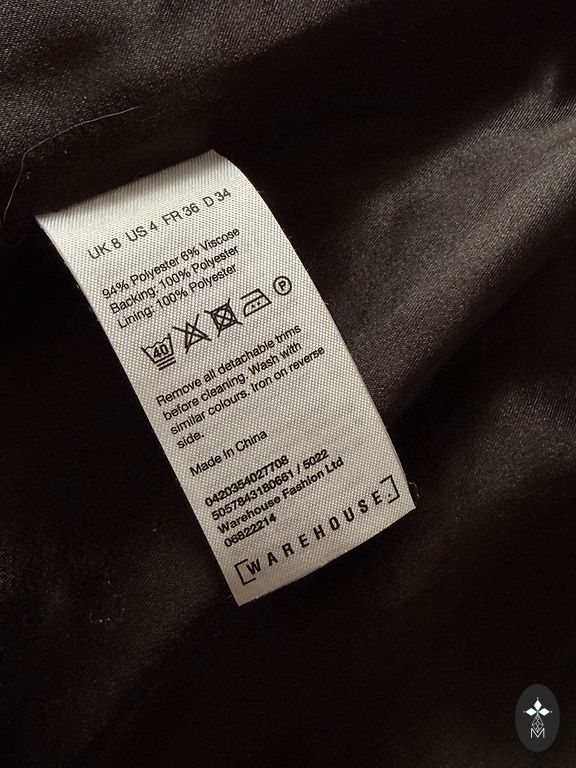 UK 8 US 4 FR 36 D 34
94% Polyester 6% Viscose
Backing: 100% Polyester
Lining: 100% Polyester
40 P
Remove all detachable trims
before cleaning. Wash with
similar colours. Iron on reverse
side.
Made In China
0420354027708
5057843180661 / 5022
Warehouse Fashion Ltd
06822214
[WAREHOUSE.]
M